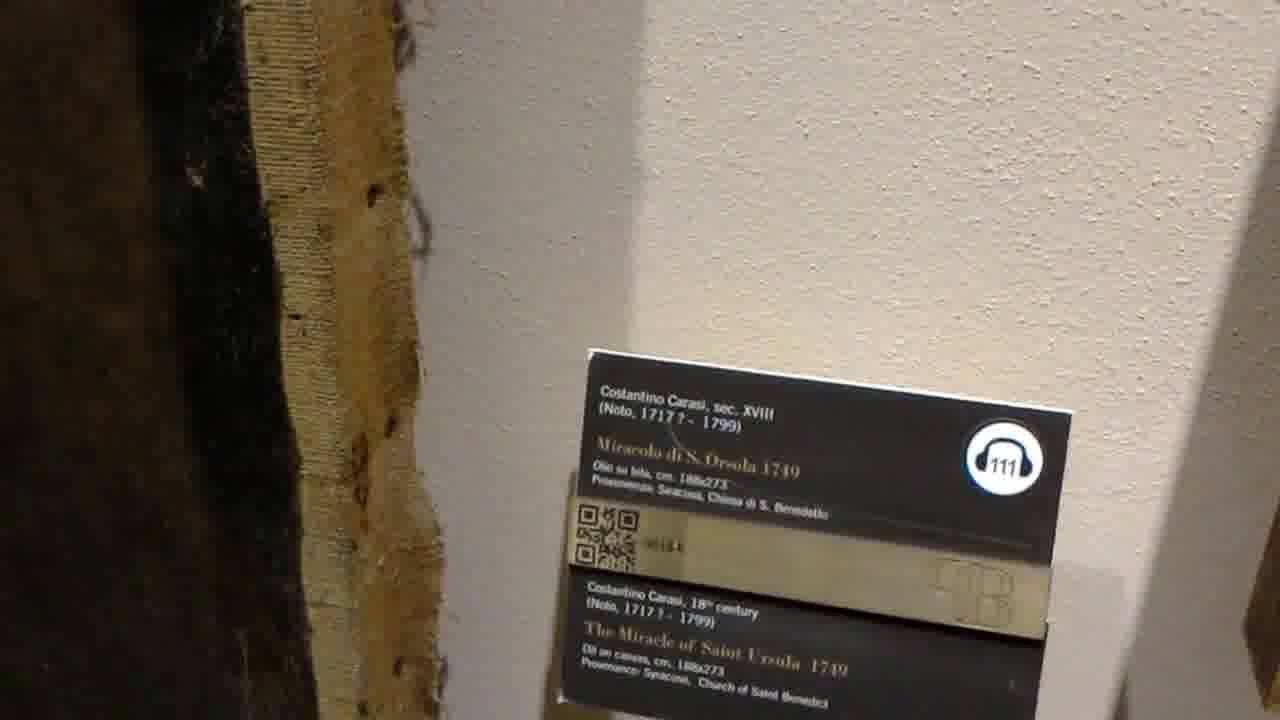 Costantino Carasi, sec. XVIII
(Noto, 1717 ? - 1799)
111
Miracolo di S. Orsola 1749
Olio su tela, cm. 188x273
Provenienza: Siracusa, Chiesa di S. Benedetto
Costantino Carasi, 18th century
(Noto, 1717 ? - 1799)
The Miracle of Saint Ursula 1749
Oil on canvas, cm. 188x273
Provenance: Syracuse, Church of Saint Benedict